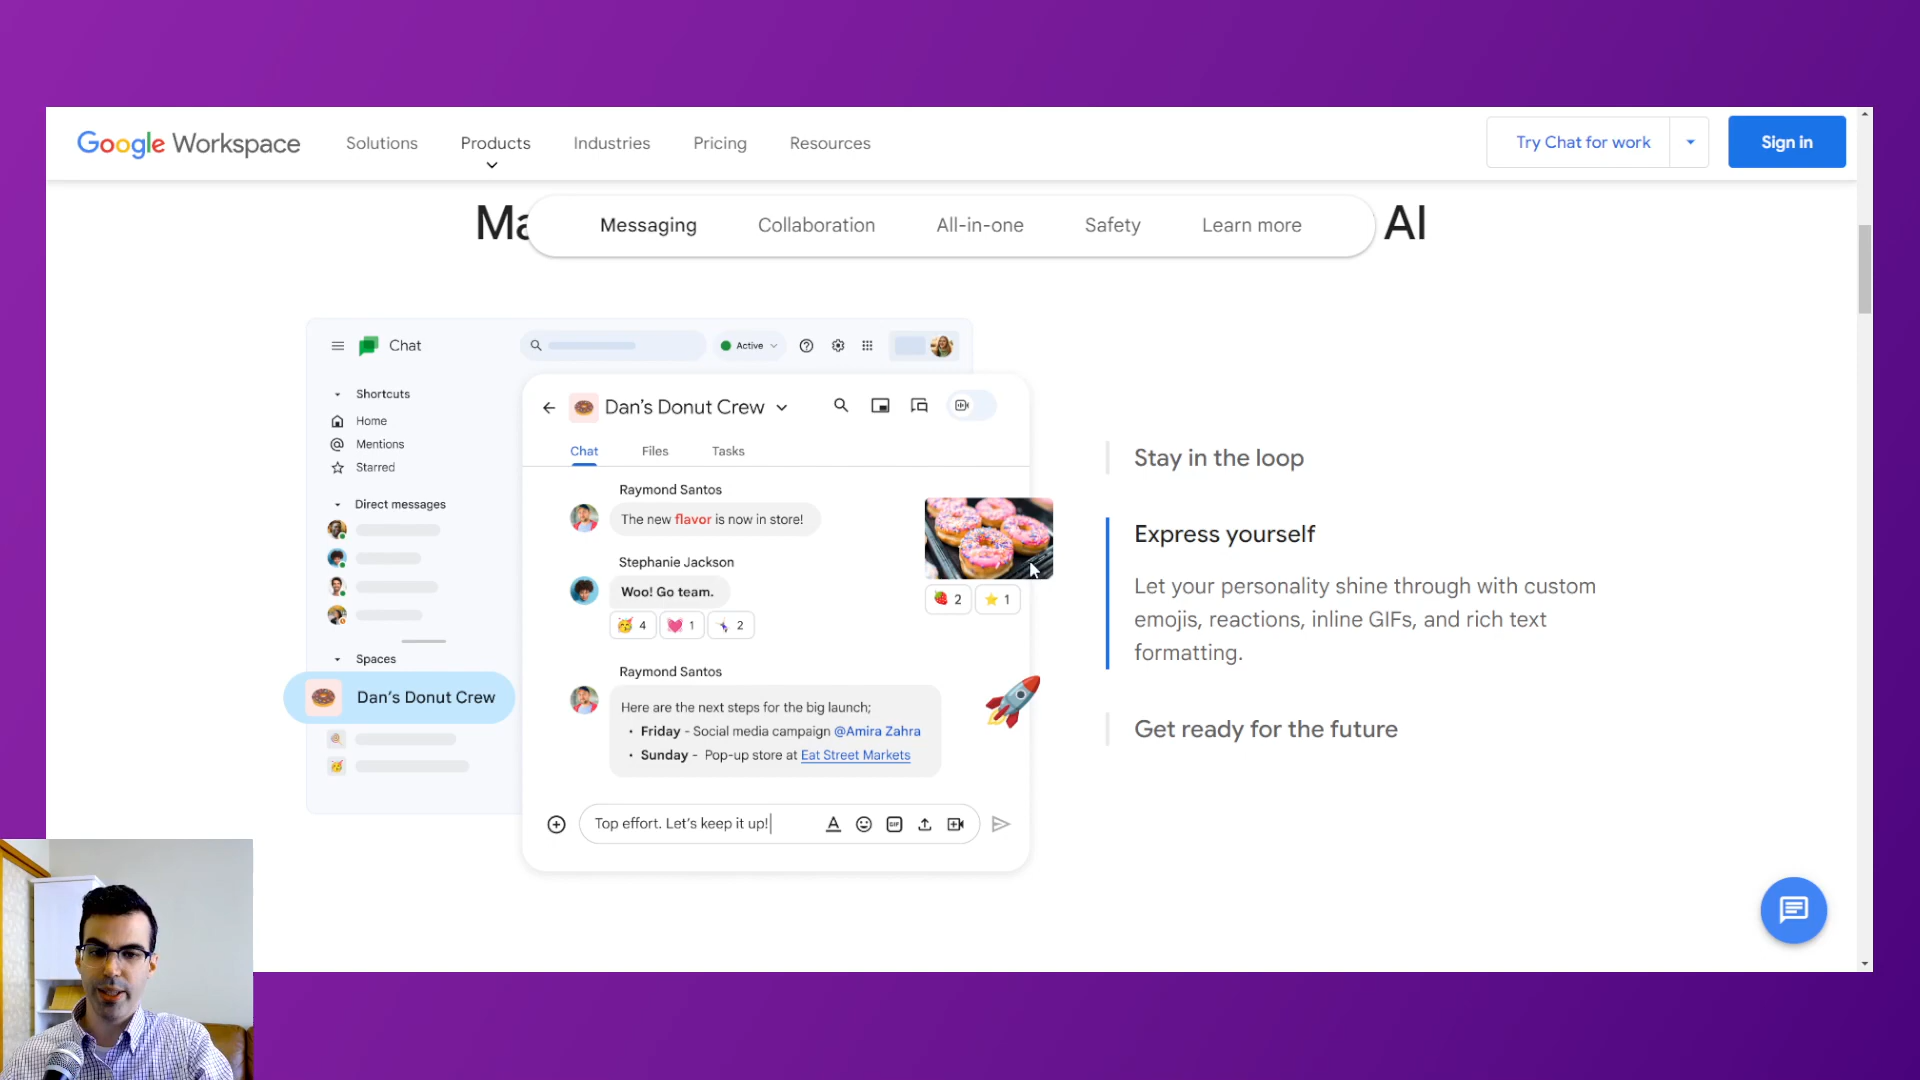 Google Workspace
Solutions
Products
Industries
Pricing
Resources
Try Chat for work
Sign in
AI
Messaging
Collaboration
All-in-one
Safety
Learn more
Chat
Active
Shortcuts
Home
Mentions
Starred
Direct messages
Spaces
Dan's Donut Crew
Dan's Donut Crew
Chat
Files
Tasks
Raymond Santos
The new flavor is now in store!
Stephanie Jackson
Woo! Go team.
4
1
2
2
1
Raymond Santos
Here are the next steps for the big launch;
• Friday - Social media campaign @Amira Zahra
• Sunday - Pop-up store at Eat Street Markets
Top effort. Let's keep it up!
GIF
Stay in the loop
Express yourself
Let your personality shine through with custom
emojis, reactions, inline GIFs, and rich text
formatting.
Get ready for the future